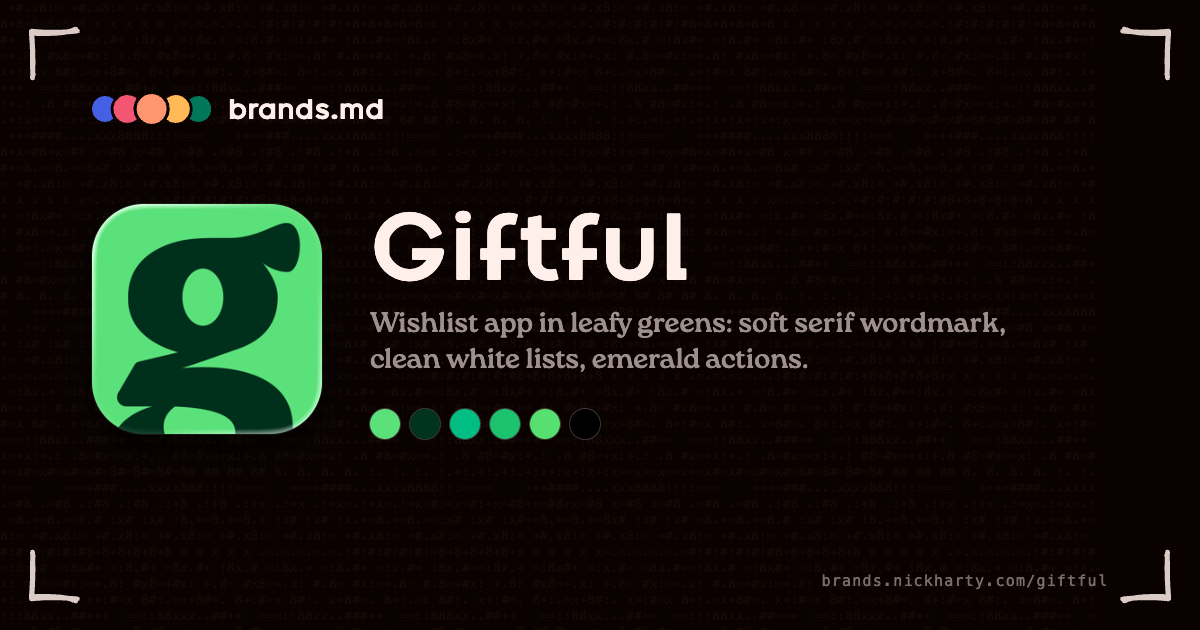 brands.md
g
Giftful
Wishlist app in leafy greens: soft serif wordmark,
clean white lists, emerald actions.
brands.nickharty.com/giftful